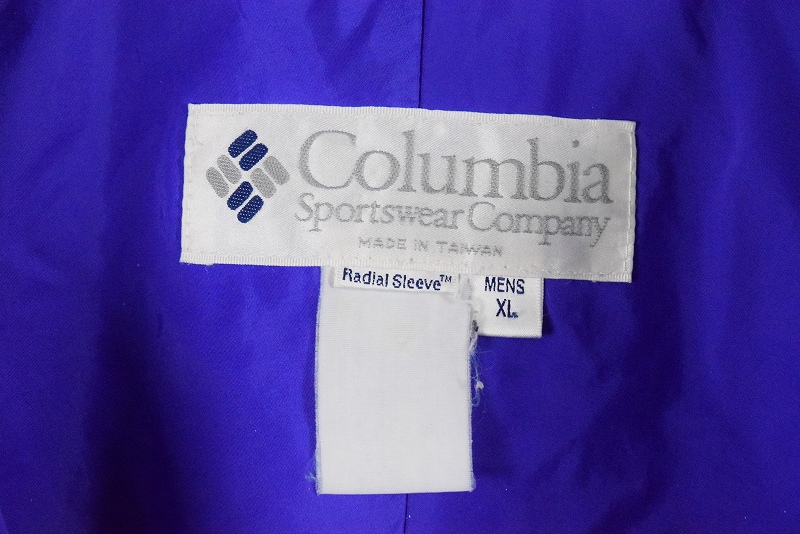 Columbia
Sportswear Company
MADE IN TAIWAN
Radial Sleeve™
MENS
XL